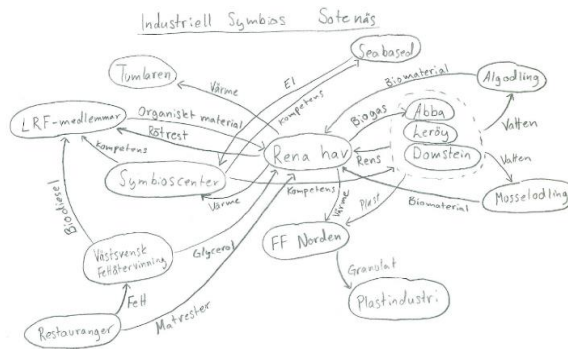 Industriell Symbios Sotenäs
Seabased
Tumlaren
Värme
El
Kompetens
Biomaterial
Algodling
LRF-medlemmar
Organiskt material
Rötrest
Rena hav
Biogas
Abba
Leröy
Domstein
Vatten
Rens
Vatten
Kompetens
Symbioscenter
Värme
Kompetens
Biomaterial
Musselodling
Biodiesel
Glycerol
Värme
Plast
FF Norden
Västsvensk
Fettåtervinning
Granulat
Plastindustri
Fett
Matrester
Restauranger